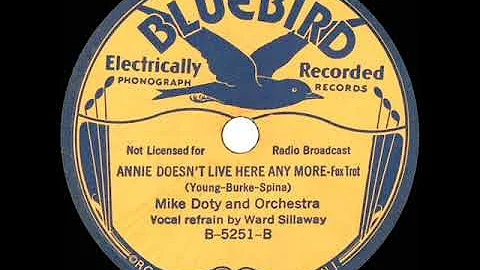 BLUEBIRD
Electrically Recorded
PHONOGRAPH RECORDS
Not Licensed for Radio Broadcast
ANNIE DOESN'T LIVE HERE ANY MORE-Fox Trot
(Young-Burke-Spina)
Mike Doty and Orchestra
Vocal refrain by Ward Sillaway
B-5251-B